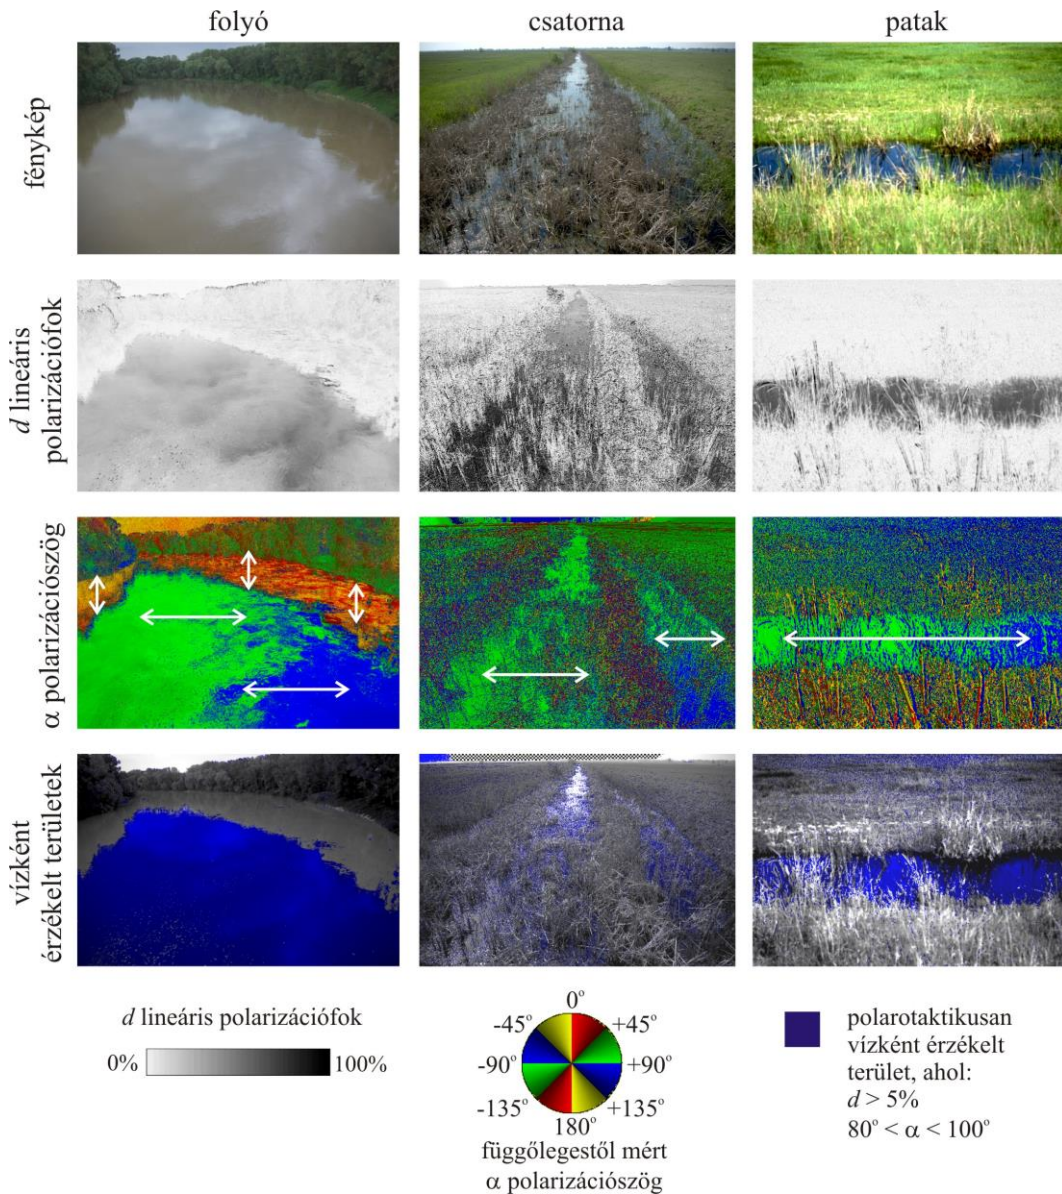 folyó csatorna patak
fénykép
d lineáris
polarizációfok
α polarizációszög
vízként
érzékelt területek
d lineáris polarizációfok
0% 100%
0°
-45° +45°
-90° +90°
-135° +135°
180°
függőlegestől mért
α polarizációszög
polarotaktikusan
vízként érzékelt
terület, ahol:
d > 5%
80° < α < 100°